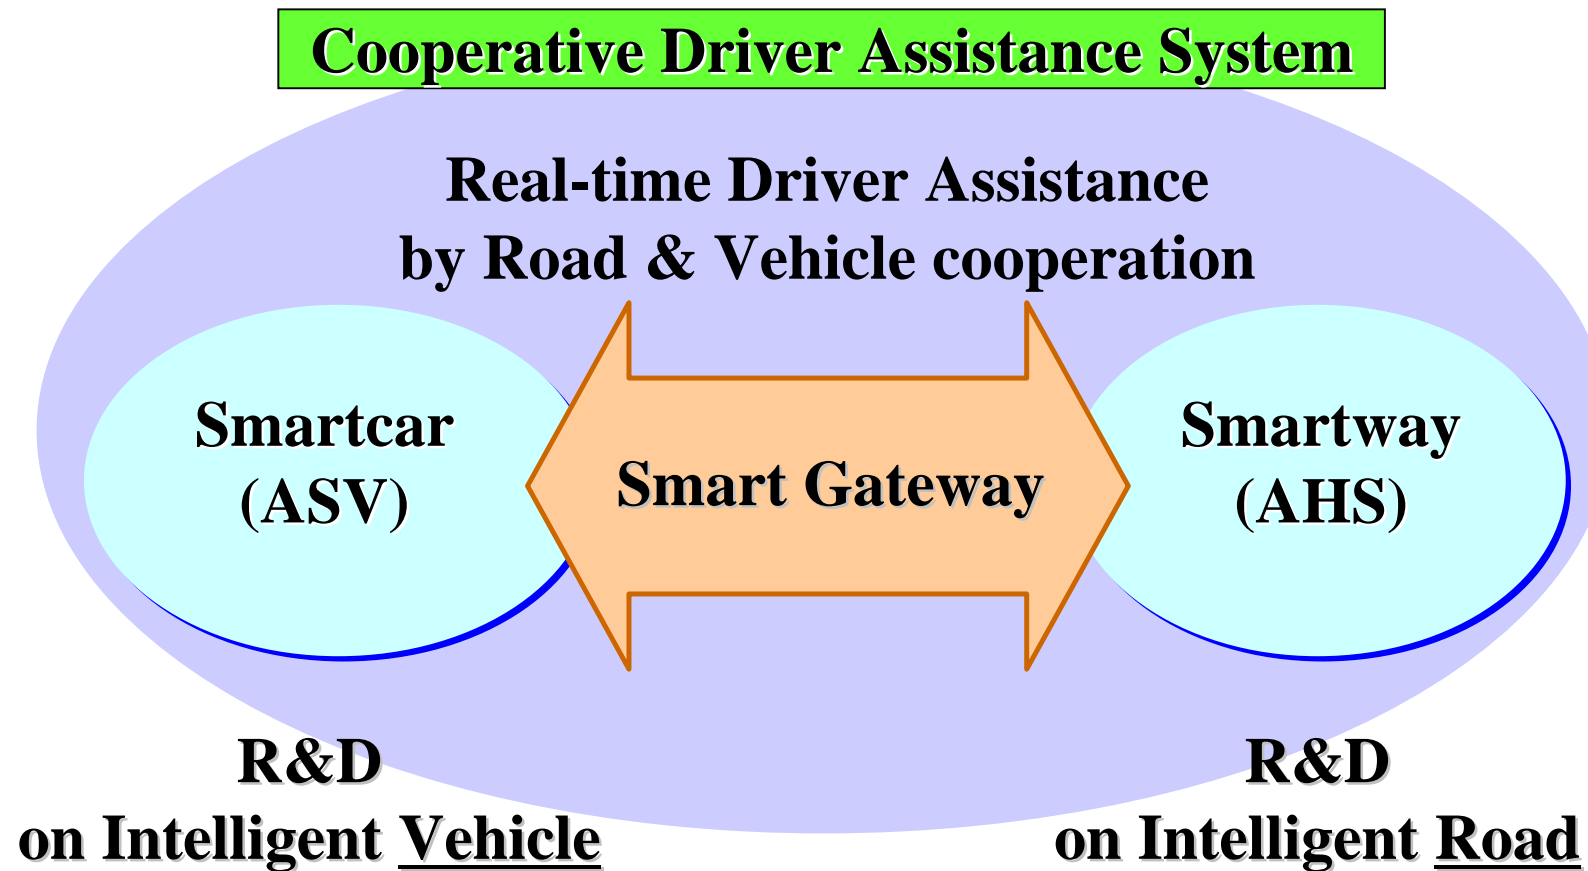 Cooperative Driver Assistance System
Real-time Driver Assistance
by Road & Vehicle cooperation
Smartcar
(ASV)
Smart Gateway
Smartway
(AHS)
R&D
on Intelligent Vehicle
R&D
on Intelligent Road